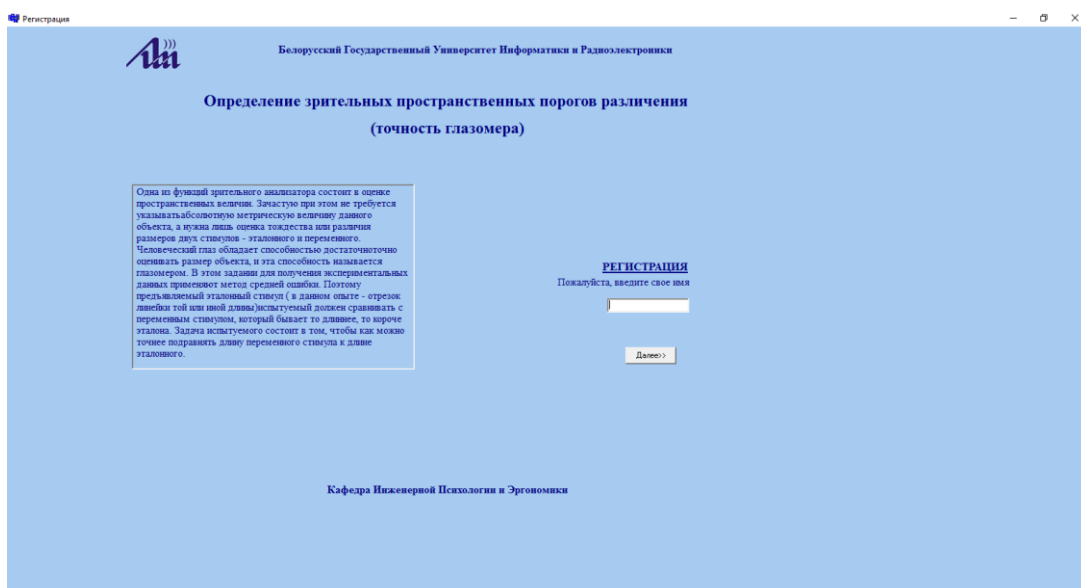 Регистрация
Белорусский Государственный Университет Информатики и Радиоэлектроники
Определение зрительных пространственных порогов различения
(точность глазомера)
Одна из функций зрительного анализатора состоит в оценке
пространственных величин. Зачастую при этом не требуется
указыватьабсолютную метрическую величину данного
объекта, а нужна лишь оценка тождества или различия
размеров двух стимулов - эталонного и переменного.
Человеческий глаз обладает способностью достаточноточно
оценивать размер объекта, и эта способность называется
глазомером. В этом задании для получения экспериментальных
данных применяют метод средней ошибки. Поэтому
предъявляемый эталонный стимул ( в данном опыте - отрезок
линейки той или иной длины)испытуемый должен сравнивать с
переменным стимулом, который бывает то длиннее, то короче
эталона. Задача испытуемого состоит в том, чтобы как можно
точнее подравнять длину переменного стимула к длине
эталонного.
РЕГИСТРАЦИЯ
Пожалуйста, введите свое имя
Далее>>
Кафедра Инженерной Психологии и Эргономики